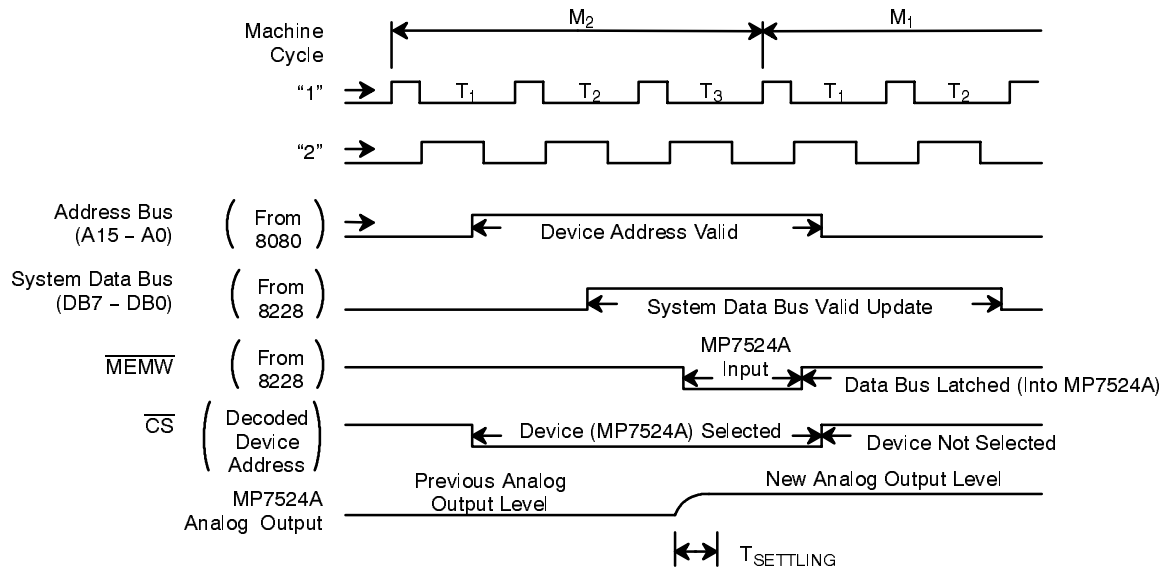 M2 M1
Machine
Cycle
“1” T1 T2 T3 T1 T2
“2”
Address Bus
(A15 – A0)
From
8080
Device Address Valid
System Data Bus
(DB7 – DB0)
From
8228
System Data Bus Valid Update
MEMW
From
8228
MP7524A
Input
Data Bus Latched (Into MP7524A)
CS
Decoded
Device
Address
Device (MP7524A) Selected
Device Not Selected
MP7524A
Analog Output
Previous Analog
Output Level
New Analog Output Level
TSETTLING